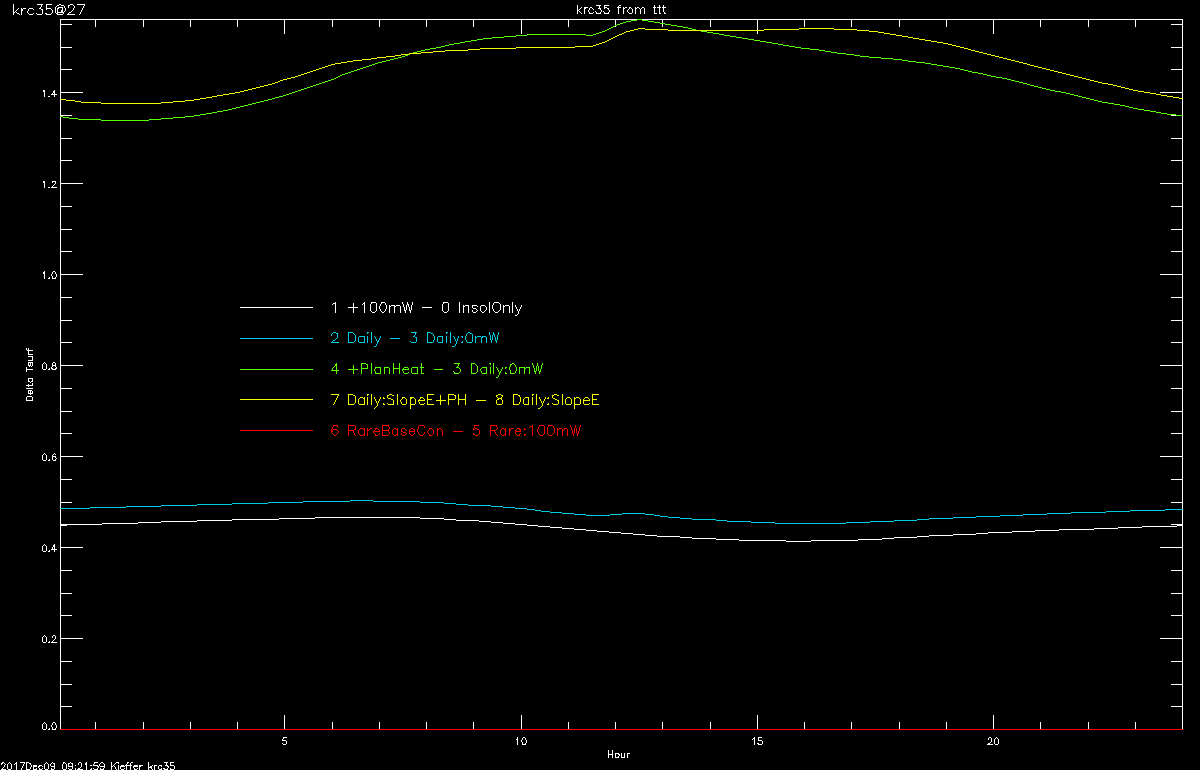 krc35@27
krc35 from ttt
1.4
1.2
1.0
0.8
0.6
0.4
0.2
0.0
Delta Tsurf
1 +100mW − 0 InsolOnly
2 Daily − 3 Daily:0mW
4 +PlanHeat − 3 Daily:0mW
7 Daily:SlopeE+PH − 8 Daily:SlopeE
6 RareBaseCon − 5 Rare:100mW
5 10 15 20
Hour
2017Dec09 09:21:59 Kieffer krc35